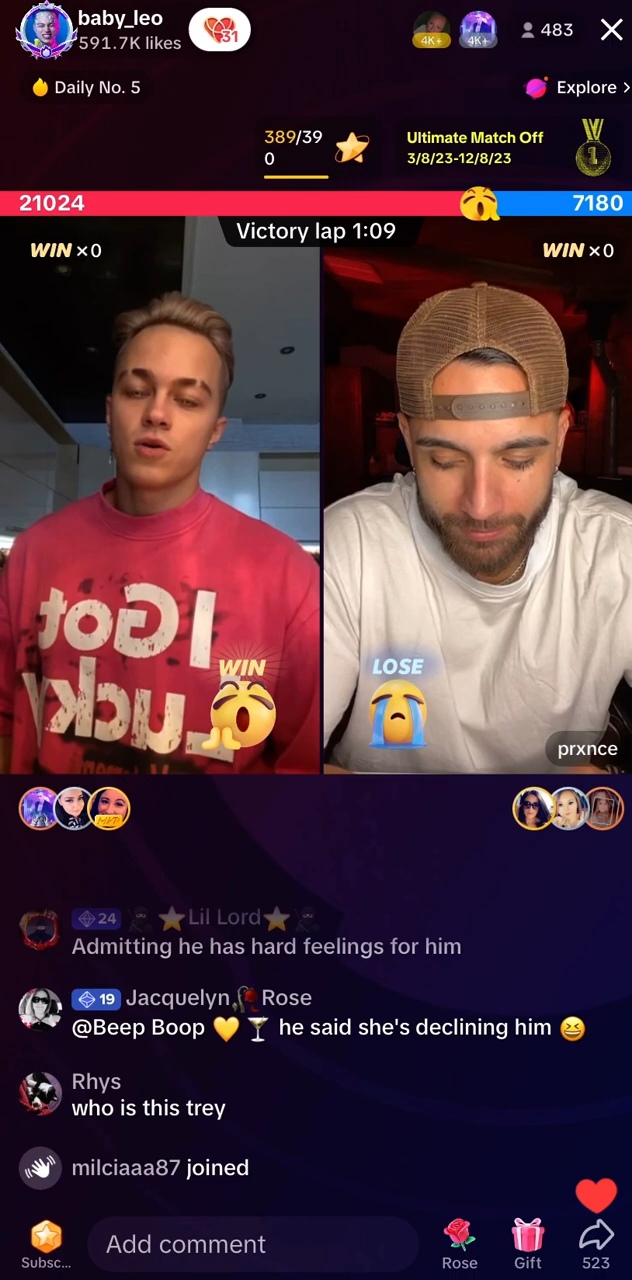 baby_leo
591.7K likes
31
4K+
4K+
483
Daily No. 5
Explore
389/39
0
Ultimate Match Off
3/8/23-12/8/23
1
21024
7180
Victory lap 1:09
WIN ×0
WIN ×0
I Got
Lucky
WIN
LOSE
prxnce
MVP
24 Lil Lord
Admitting he has hard feelings for him
19 Jacquelyn Rose
@Beep Boop he said she's declining him
Rhys
who is this trey
milciaaa87 joined
Add comment
Subsc...
Rose
Gift
523